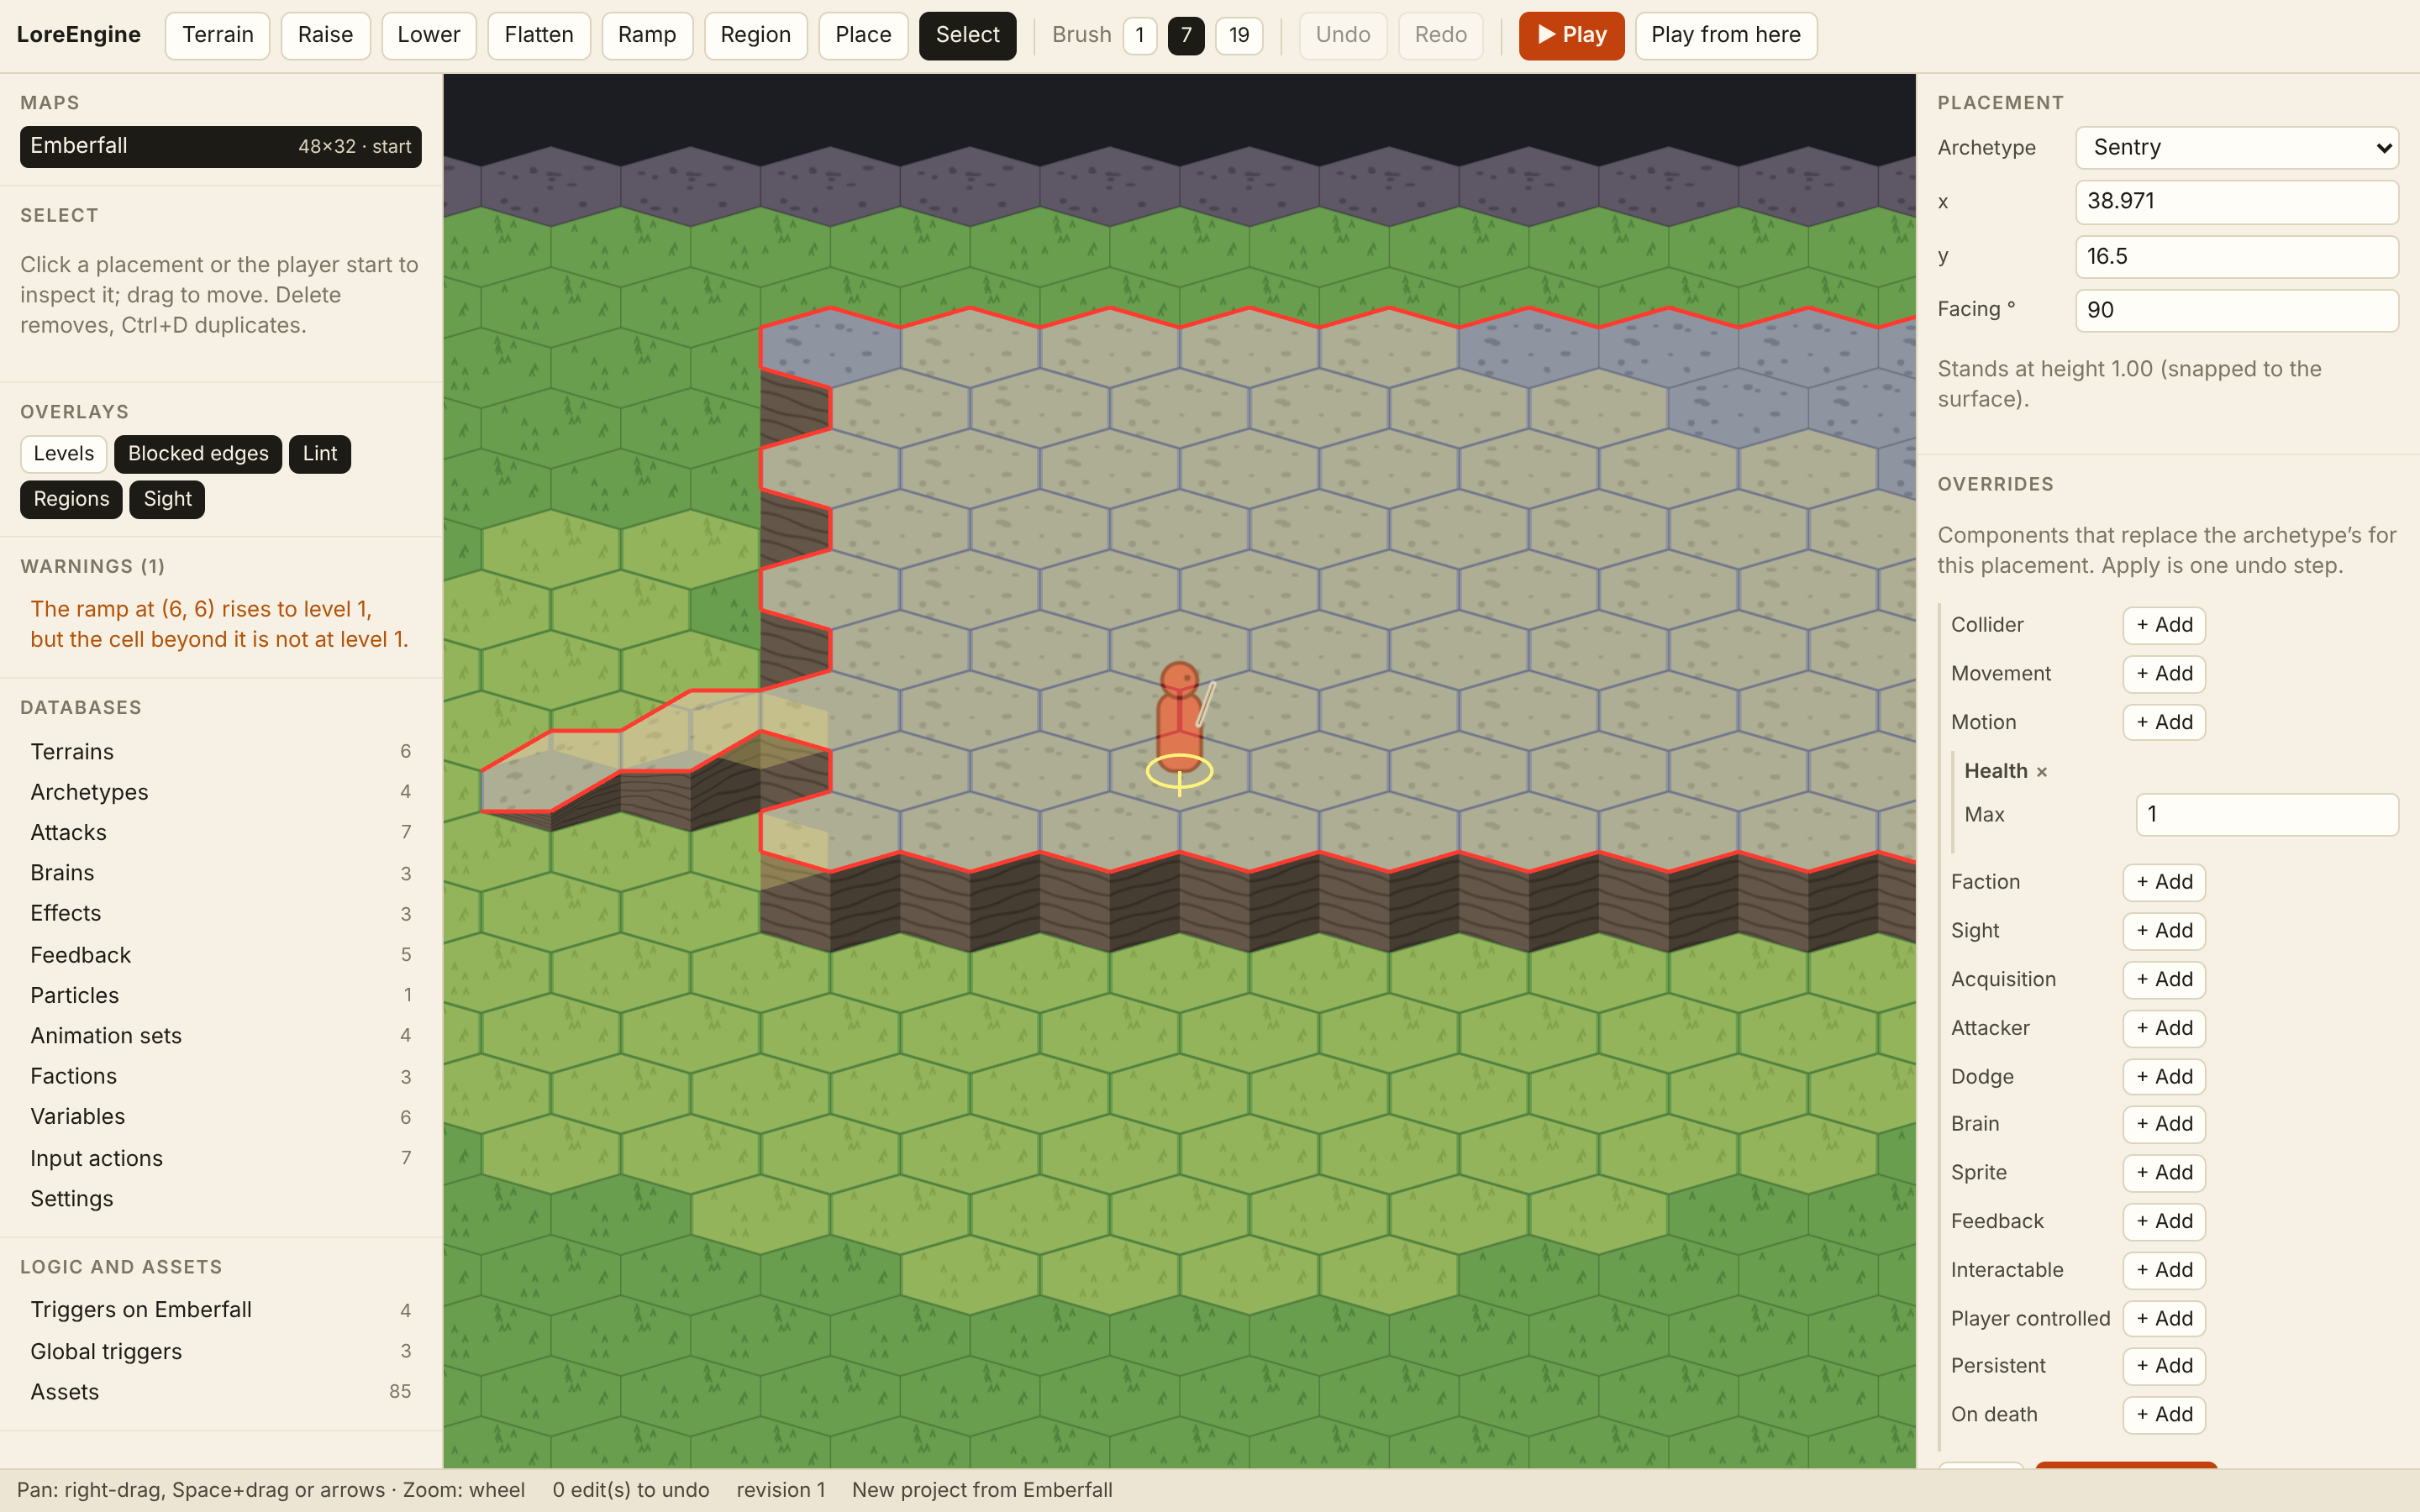 LoreEngine Terrain Raise Lower Flatten Ramp Region Place Select Brush 1 7 19 Undo Redo ▶ Play Play from here
MAPS
Emberfall 48×32 · start
SELECT
Click a placement or the player start to
inspect it; drag to move. Delete
removes, Ctrl+D duplicates.
OVERLAYS
Levels Blocked edges Lint
Regions Sight
WARNINGS (1)
The ramp at (6, 6) rises to level 1,
but the cell beyond it is not at level 1.
DATABASES
Terrains 6
Archetypes 4
Attacks 7
Brains 3
Effects 3
Feedback 5
Particles 1
Animation sets 4
Factions 3
Variables 6
Input actions 7
Settings
LOGIC AND ASSETS
Triggers on Emberfall 4
Global triggers 3
Assets 85
PLACEMENT
Archetype Sentry
x 38.971
y 16.5
Facing ° 90
Stands at height 1.00 (snapped to the
surface).
OVERRIDES
Components that replace the archetype’s for
this placement. Apply is one undo step.
Collider + Add
Movement + Add
Motion + Add
Health ×
Max 1
Faction + Add
Sight + Add
Acquisition + Add
Attacker + Add
Dodge + Add
Brain + Add
Sprite + Add
Feedback + Add
Interactable + Add
Player controlled + Add
Persistent + Add
On death + Add
Pan: right-drag, Space+drag or arrows · Zoom: wheel 0 edit(s) to undo revision 1 New project from Emberfall